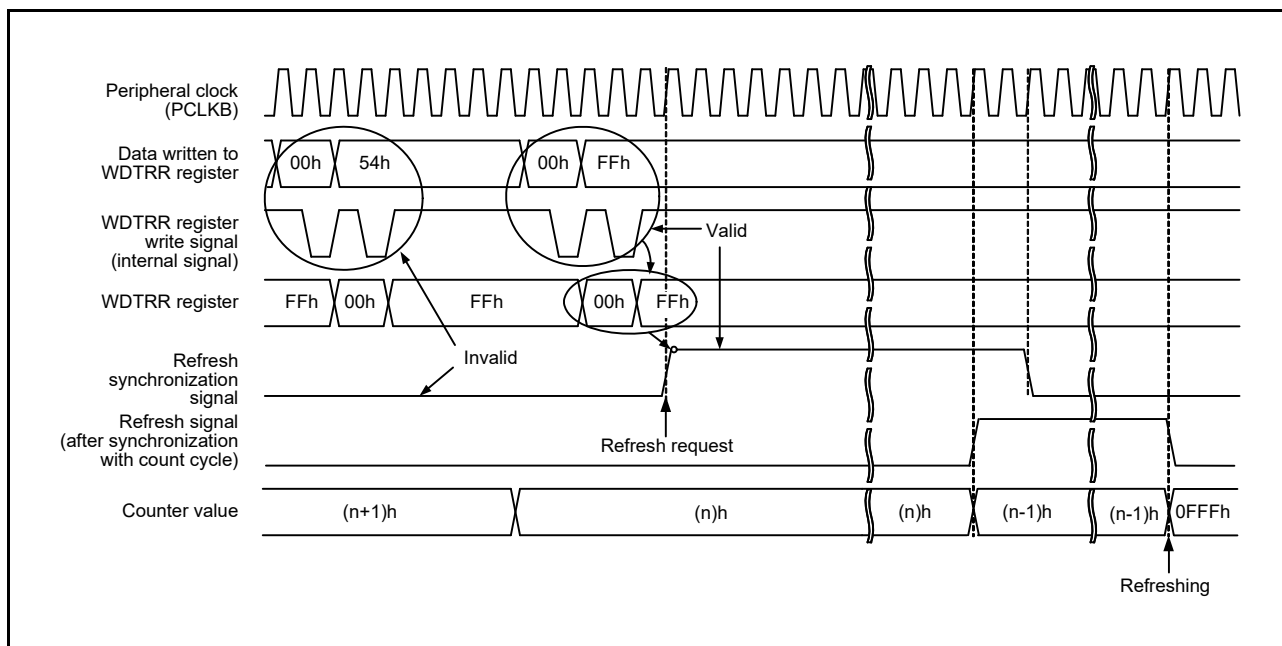 Peripheral clock
(PCLKB)
Data written to
WDTRR register
00h
54h
00h
FFh
WDTRR register
write signal
(internal signal)
Valid
WDTRR register
FFh
00h
FFh
00h
FFh
Invalid
Refresh
synchronization
signal
Refresh request
Refresh signal
(after synchronization
with count cycle)
Counter value
(n+1)h
(n)h
(n)h
(n-1)h
(n-1)h
0FFFh
Refreshing